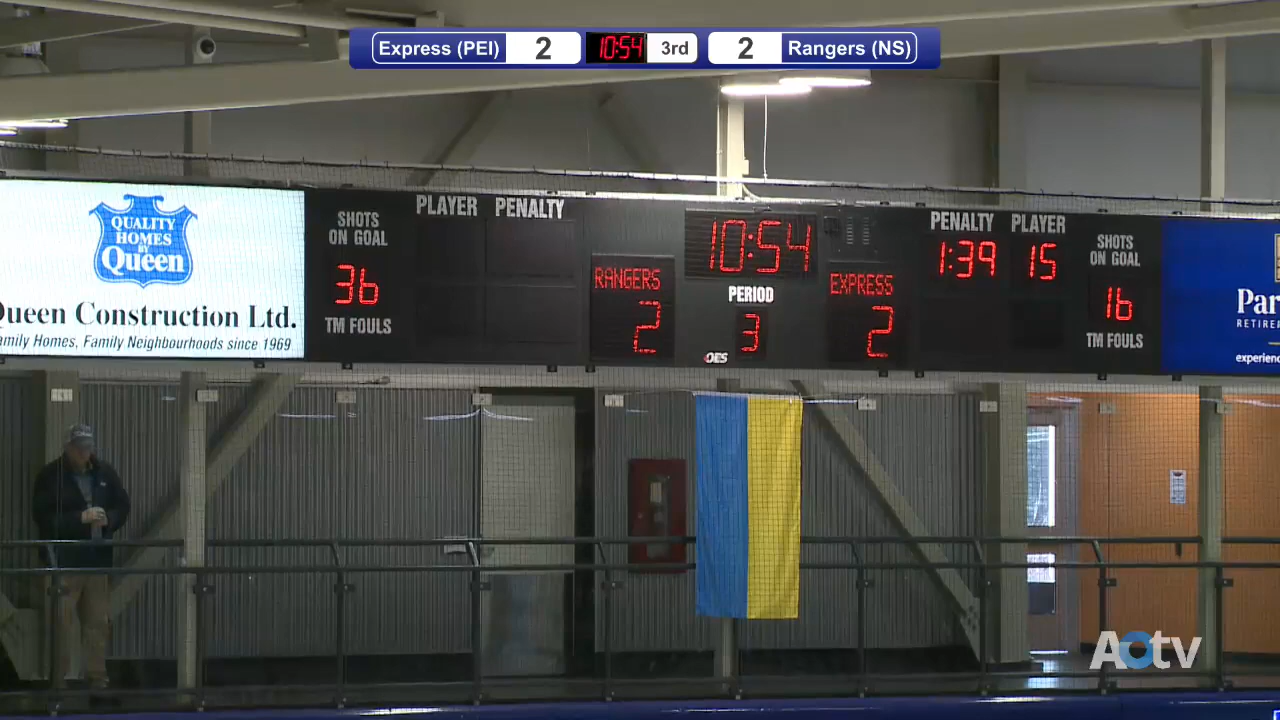 Express (PEI) 2 10:54 3rd 2 Rangers (NS)
QUALITY
HOMES
BY
Queen
Queen Construction Ltd.
amily Homes, Family Neighbourhoods since 1969
SHOTS
ON GOAL
36
TM FOULS
PLAYER PENALTY
RANGERS
2
10:54
PERIOD
3
OES
EXPRESS
2
PENALTY PLAYER
1:39 15
SHOTS
ON GOAL
16
TM FOULS
Par
RETIRE
experienc
Aotv